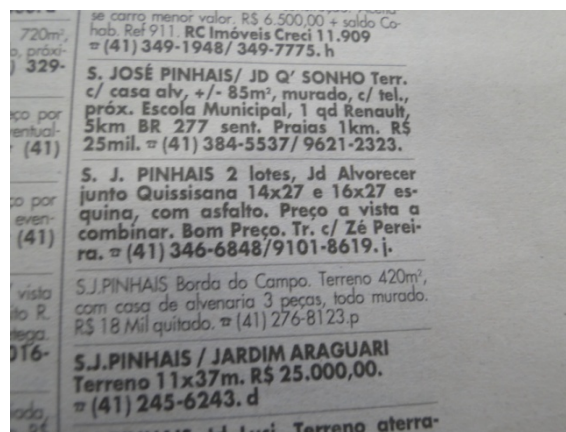 se carro menor valor. R$ 6.500,00 + saldo Co-
hab. Ref 911. RC Imóveis Creci 11.909
☎ (41) 349-1948/ 349-7775. h
S. JOSÉ PINHAIS/ JD Q' SONHO Terr.
c/ casa alv, +/- 85m², murado, c/ tel.,
próx. Escola Municipal, 1 qd Renault,
5km BR 277 sent. Praias 1km. R$
25mil. ☎ (41) 384-5537/ 9621-2323.
S. J. PINHAIS 2 lotes, Jd Alvorecer
junto Quissisana 14x27 e 16x27 es-
quina, com asfalto. Preço a vista a
combinar. Bom Preço. Tr. c/ Zé Perei-
ra. ☎ (41) 346-6848/9101-8619. j.
S.J.PINHAIS Borda do Campo. Terreno 420m²,
com casa de alvenaria 3 peças, todo murado.
R$ 18 Mil quitado. ☎ (41) 276-8123.p
S.J.PINHAIS / JARDIM ARAGUARI
Terreno 11x37m. R$ 25.000,00.
☎ (41) 245-6243. d
Terreno aterra-
720m²,
329-
ço por
(41)
ço por
even-
(41)
vista
to R.
016-